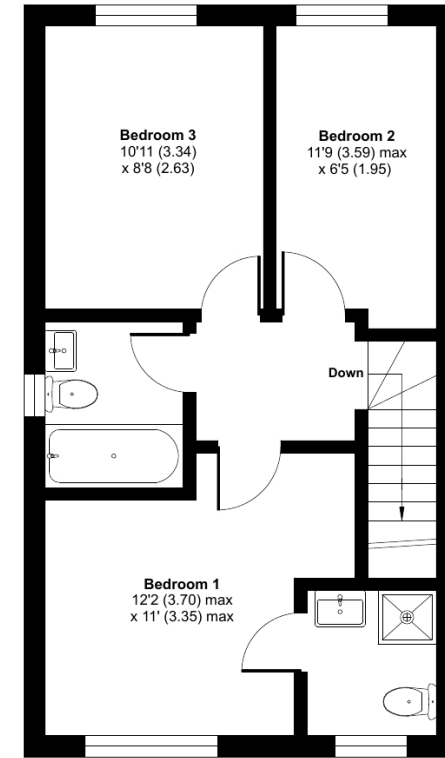 Bedroom 3
10'11 (3.34)
x 8'8 (2.63)
Bedroom 2
11'9 (3.59) max
x 6'5 (1.95)
Down
Bedroom 1
12'2 (3.70) max
x 11' (3.35) max